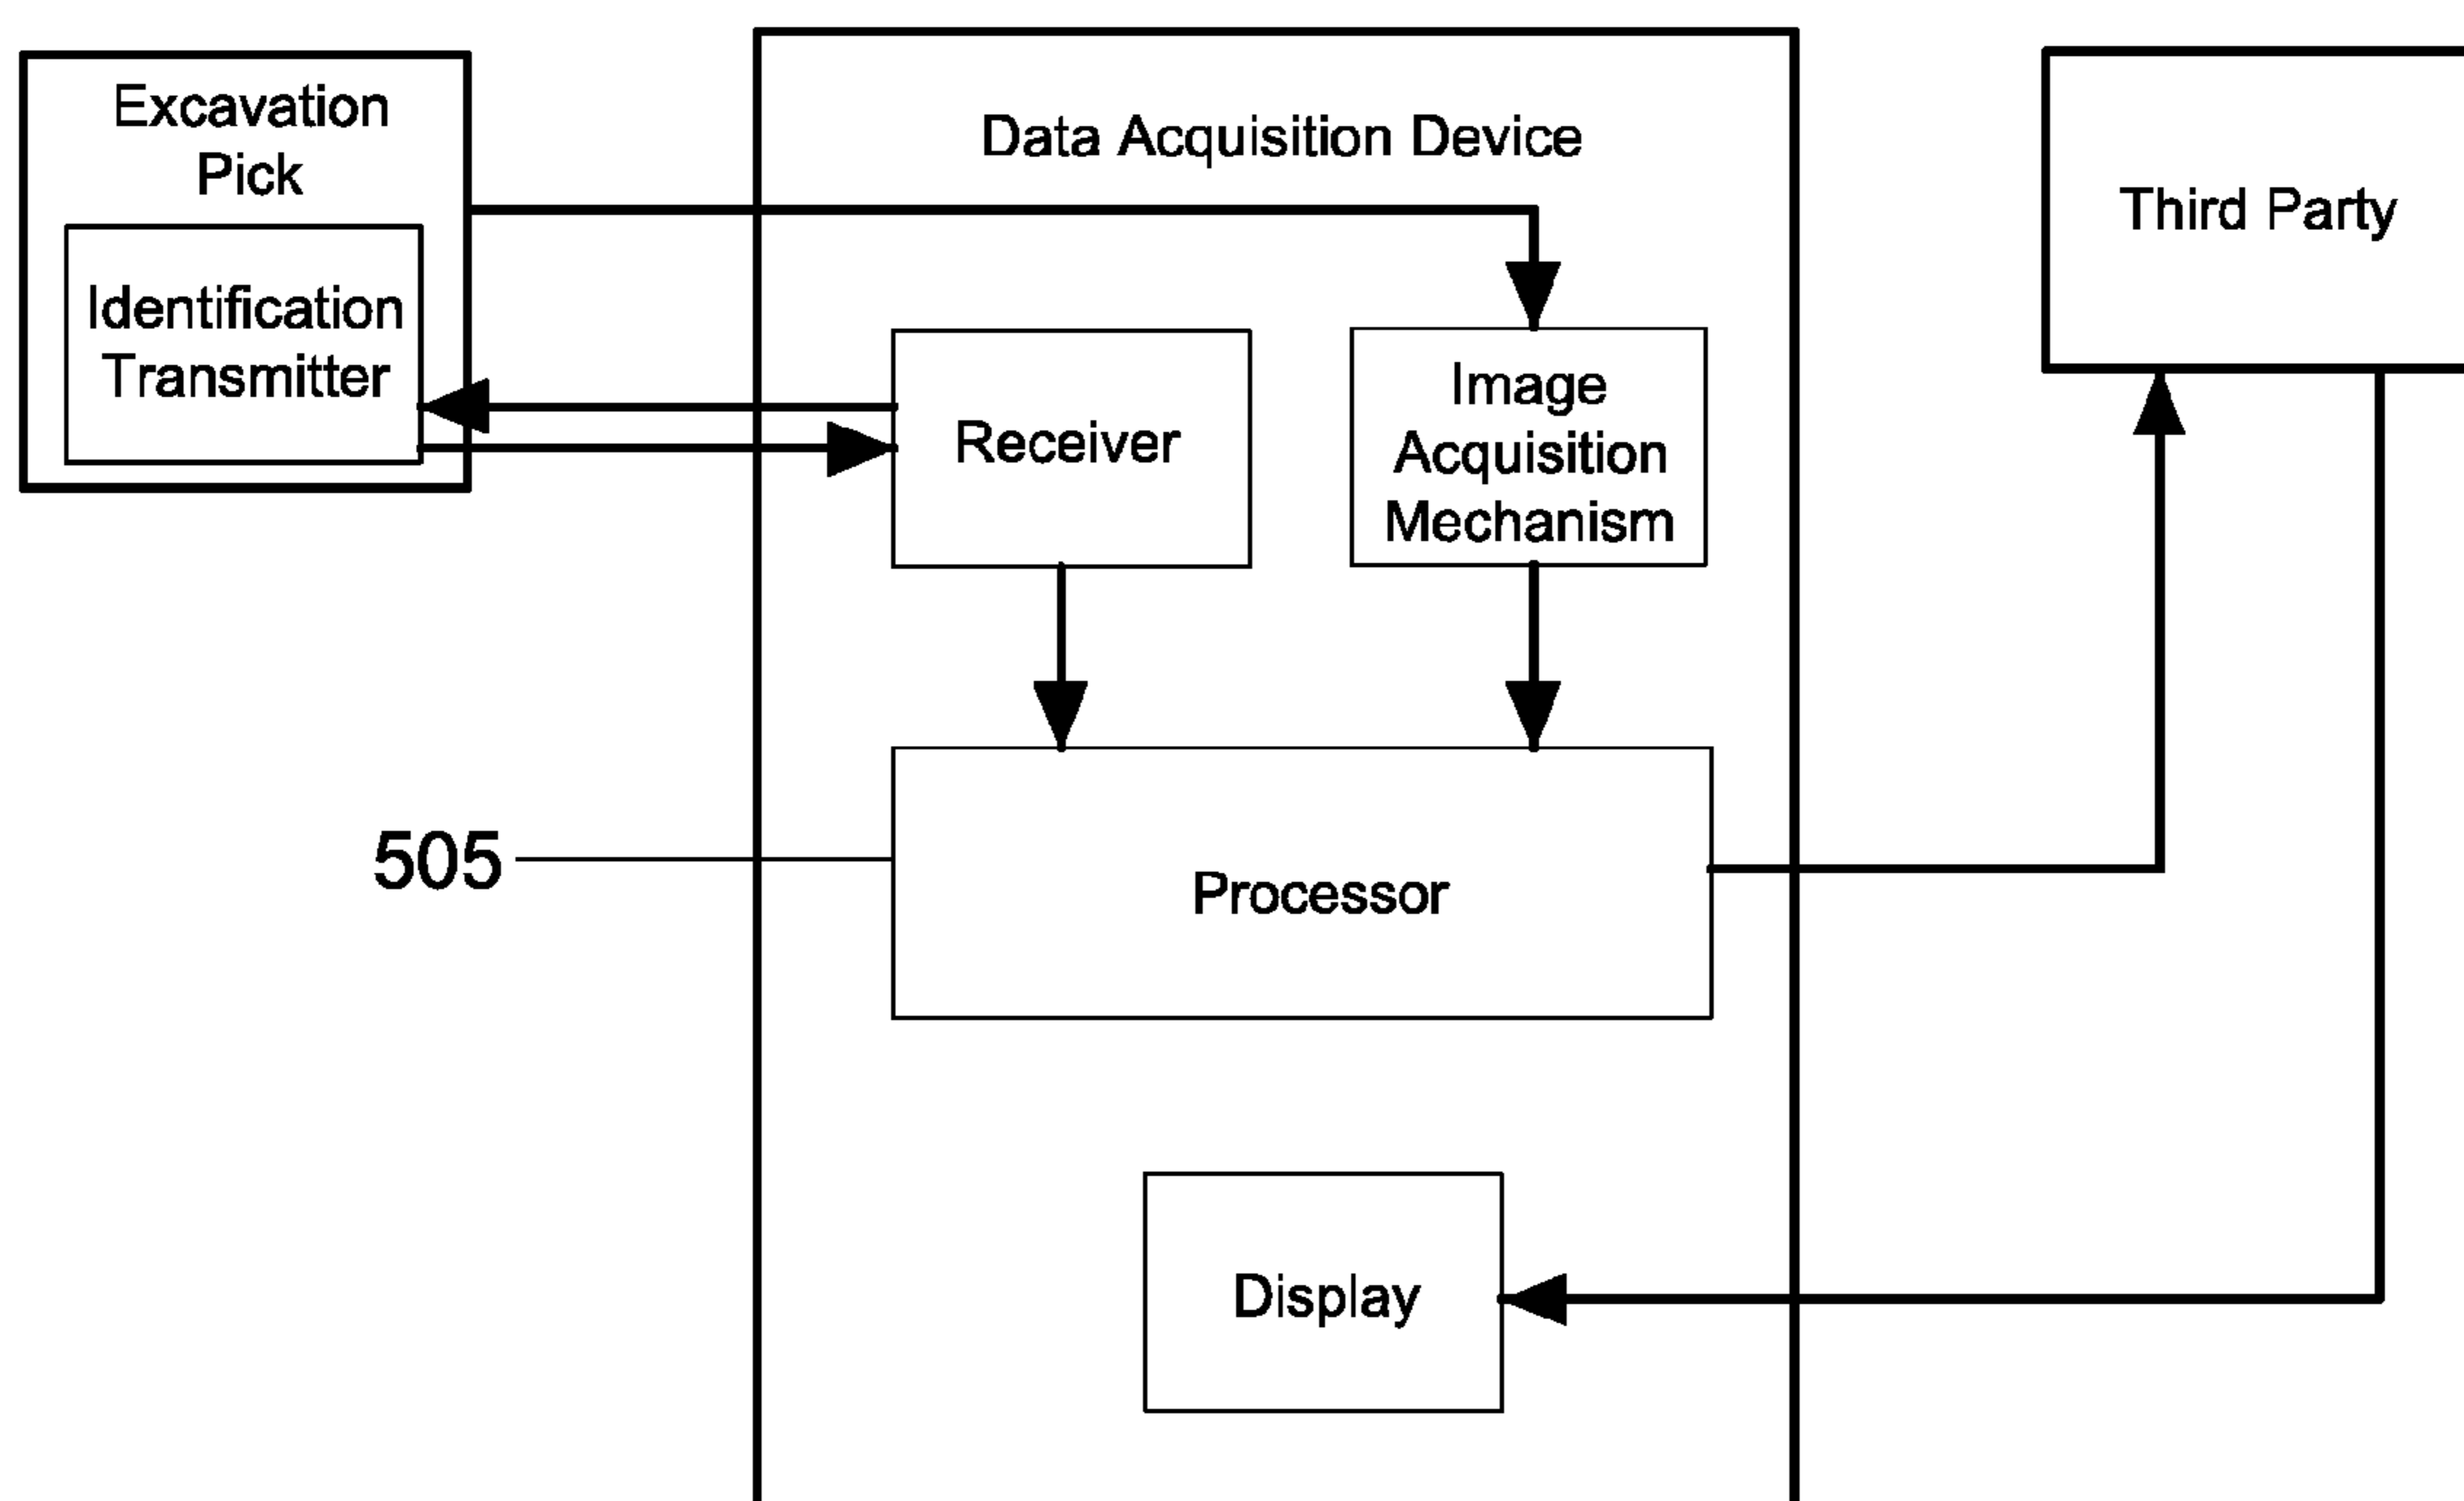 Excavation
Pick
Identification
Transmitter
Data Acquisition Device
Receiver
Image
Acquisition
Mechanism
Third Party
505
Processor
Display